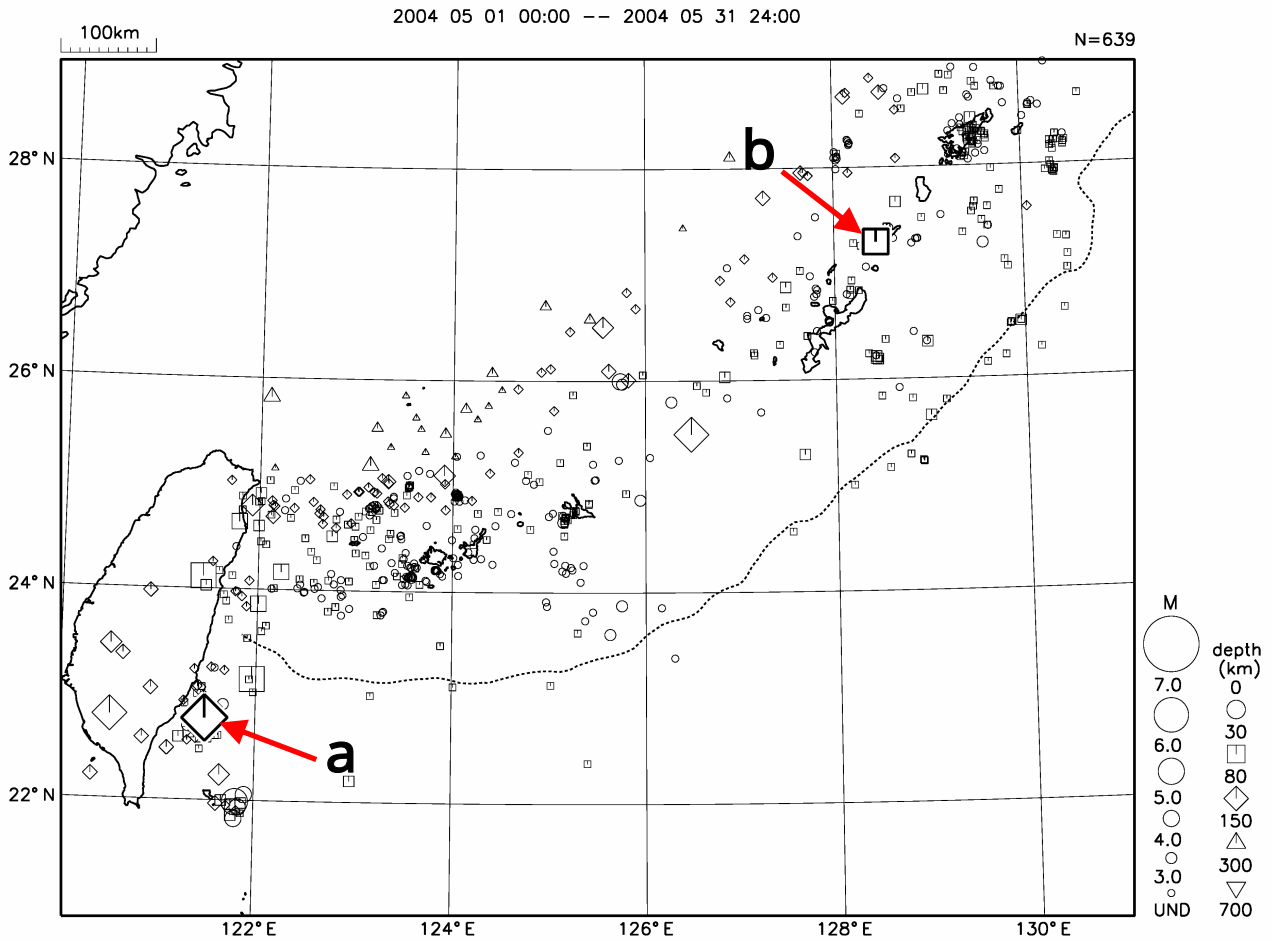 2004 05 01 00:00 -- 2004 05 31 24:00
100km
N=639
b
28° N
26° N
24° N
22° N
a
122° E
124° E
126° E
128° E
130° E
M
7.0
6.0
5.0
4.0
3.0
UND
depth
(km)
0
30
80
150
300
700